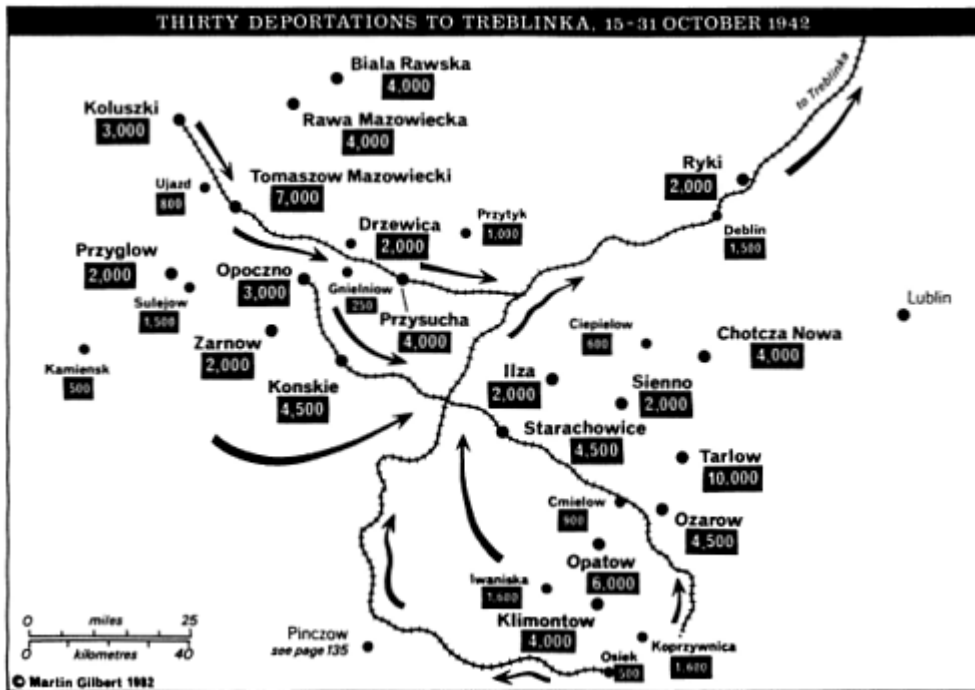 THIRTY DEPORTATIONS TO TREBLINKA, 15-31 OCTOBER 1942
Biala Rawska
4,000
Koluszki
3,000
Rawa Mazowiecka
4,000
to Treblinka
Ryki
2,000
Ujazd
800
Tomaszow Mazowiecki
7,000
Drzewica
2,000
Przytyk
1,000
Deblin
1,500
Przyglow
2,000
Opoczno
3,000
Gnielniow
250
Sulejow
1,500
Przysucha
4,000
Lublin
Ciepielow
600
Chotcza Nowa
4,000
Zarnow
2,000
Kamiensk
500
Konskie
4,500
Ilza
2,000
Sienno
2,000
Starachowice
4,500
Tarlow
10,000
Cmielow
900
Ozarow
4,500
Opatow
6,000
Iwaniska
1,600
Klimontow
4,000
Koprzywnica
1,600
Osiek
500
Pinczow
see page 135
0 miles 25
0 kilometres 40
© Martin Gilbert 1982